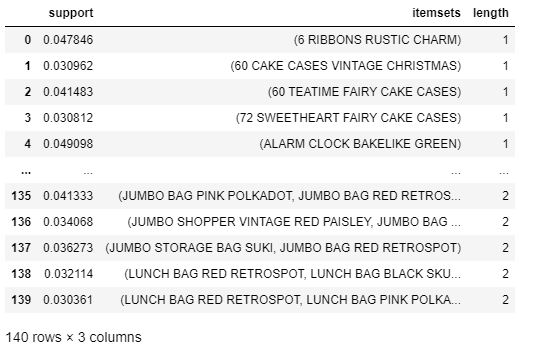 support itemsets length
0 0.047846 (6 RIBBONS RUSTIC CHARM) 1
1 0.030962 (60 CAKE CASES VINTAGE CHRISTMAS) 1
2 0.041483 (60 TEATIME FAIRY CAKE CASES) 1
3 0.030812 (72 SWEETHEART FAIRY CAKE CASES) 1
4 0.049098 (ALARM CLOCK BAKELIKE GREEN) 1
... ... ... ...
135 0.041333 (JUMBO BAG PINK POLKADOT, JUMBO BAG RED RETROS... 2
136 0.034068 (JUMBO SHOPPER VINTAGE RED PAISLEY, JUMBO BAG ... 2
137 0.036273 (JUMBO STORAGE BAG SUKI, JUMBO BAG RED RETROSPOT) 2
138 0.032114 (LUNCH BAG RED RETROSPOT, LUNCH BAG BLACK SKU... 2
139 0.030361 (LUNCH BAG RED RETROSPOT, LUNCH BAG PINK POLKA... 2
140 rows × 3 columns